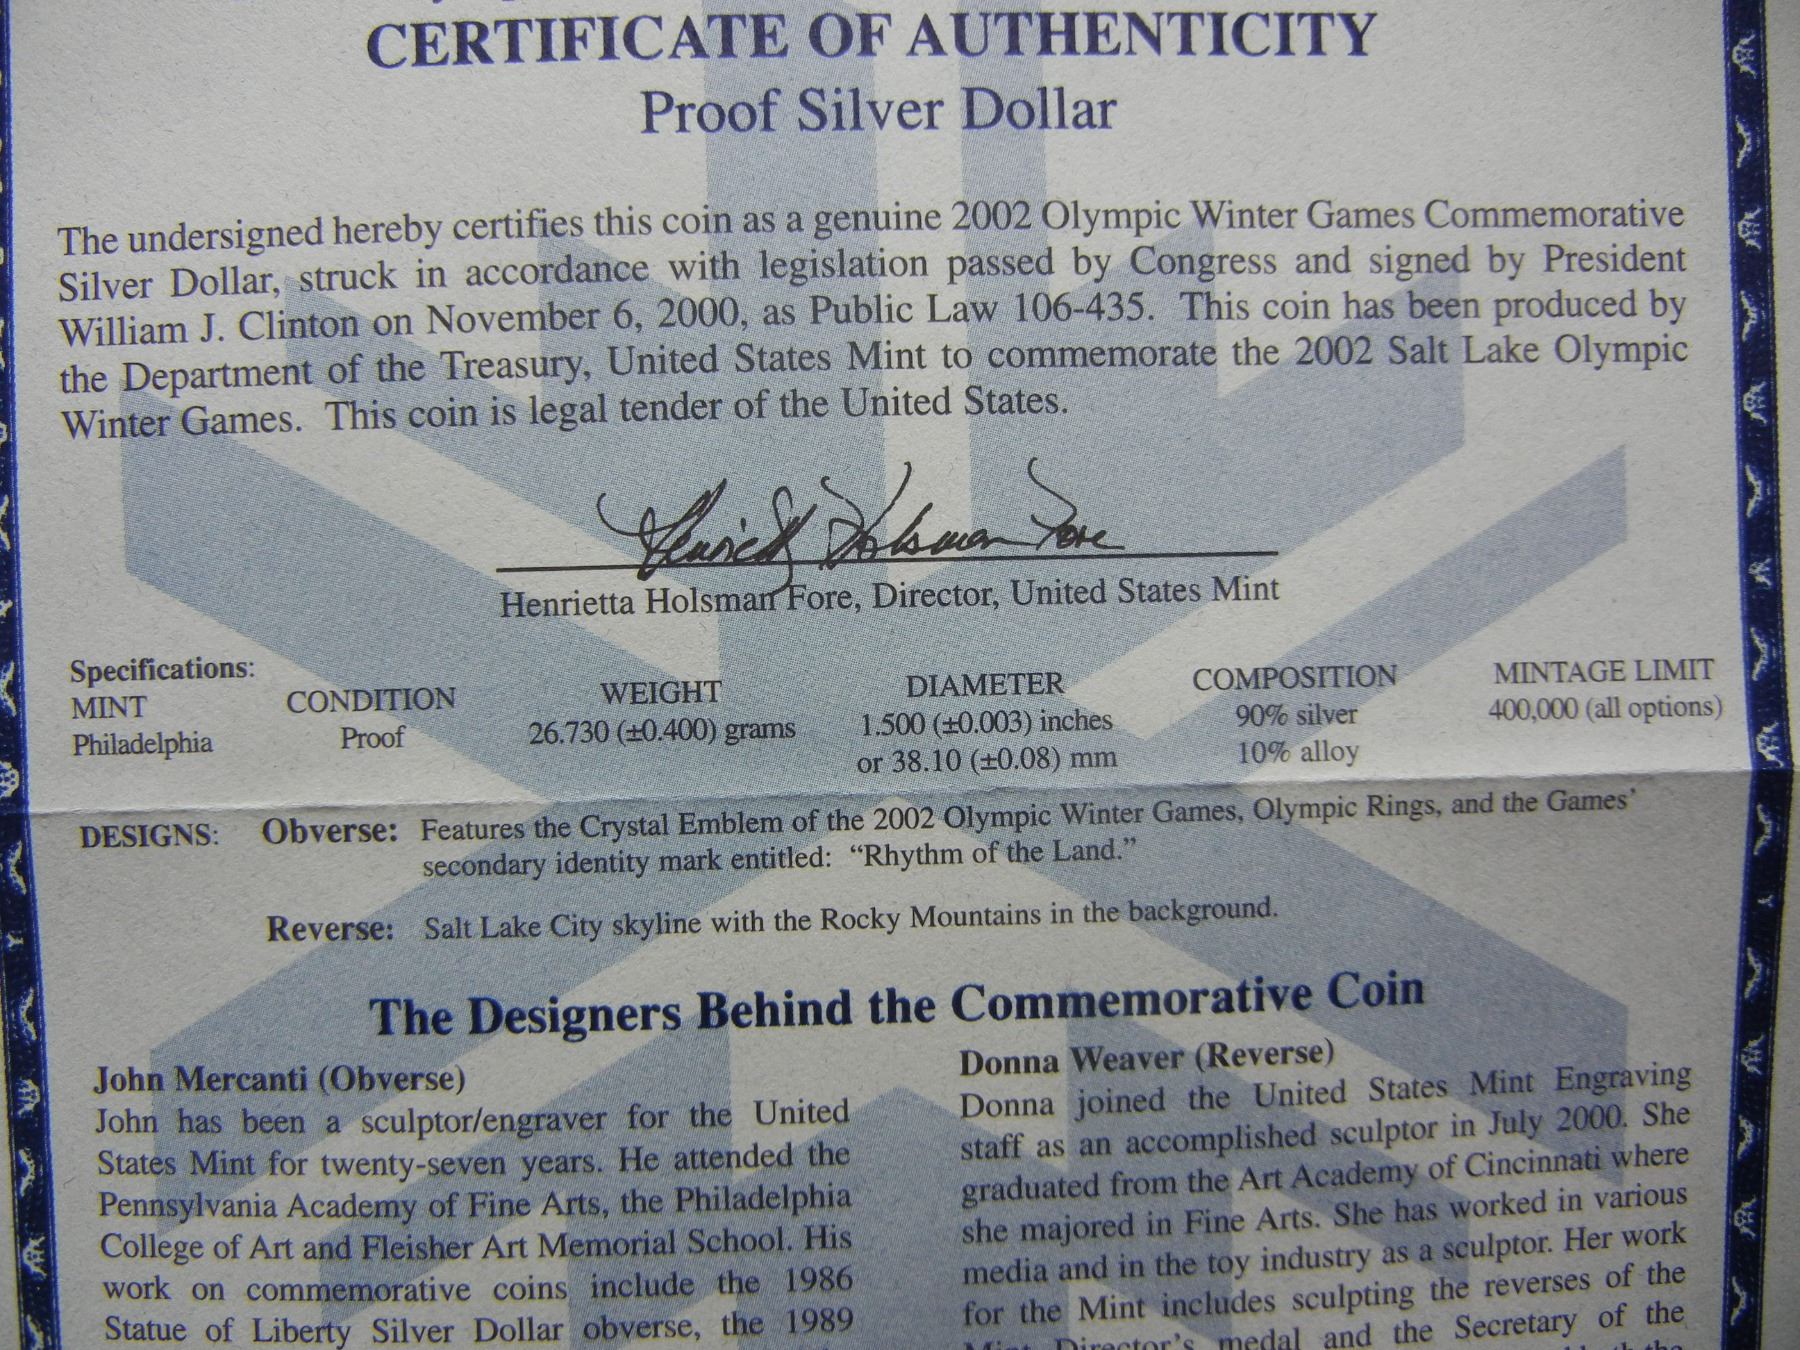 CERTIFICATE OF AUTHENTICITY
Proof Silver Dollar
The undersigned hereby certifies this coin as a genuine 2002 Olympic Winter Games Commemorative
Silver Dollar, struck in accordance with legislation passed by Congress and signed by President
William J. Clinton on November 6, 2000, as Public Law 106-435. This coin has been produced by
the Department of the Treasury, United States Mint to commemorate the 2002 Salt Lake Olympic
Winter Games. This coin is legal tender of the United States.
Henrietta Holsman Fore
Henrietta Holsman Fore, Director, United States Mint
Specifications:
MINT CONDITION WEIGHT DIAMETER COMPOSITION MINTAGE LIMIT
Philadelphia Proof 26.730 (±0.400) grams 1.500 (±0.003) inches 90% silver 400,000 (all options)
or 38.10 (±0.08) mm 10% alloy
DESIGNS: Obverse: Features the Crystal Emblem of the 2002 Olympic Winter Games, Olympic Rings, and the Games'
secondary identity mark entitled: “Rhythm of the Land.”
Reverse: Salt Lake City skyline with the Rocky Mountains in the background.
The Designers Behind the Commemorative Coin
John Mercanti (Obverse)
John has been a sculptor/engraver for the United
States Mint for twenty-seven years. He attended the
Pennsylvania Academy of Fine Arts, the Philadelphia
College of Art and Fleisher Art Memorial School. His
work on commemorative coins include the 1986
Statue of Liberty Silver Dollar obverse, the 1989
Donna Weaver (Reverse)
Donna joined the United States Mint Engraving
staff as an accomplished sculptor in July 2000. She
graduated from the Art Academy of Cincinnati where
she majored in Fine Arts. She has worked in various
media and in the toy industry as a sculptor. Her work
for the Mint includes sculpting the reverses of the
Mint Director's medal and the Secretary of the